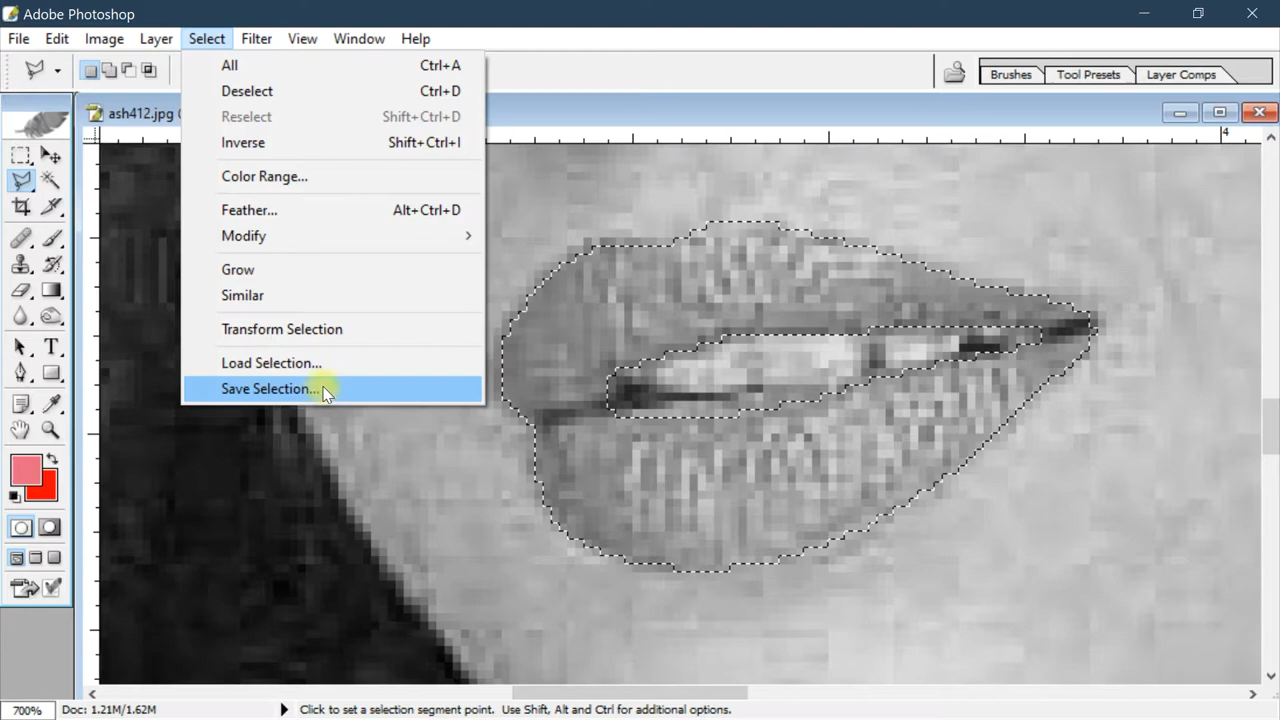 Adobe Photoshop
File Edit Image Layer Select Filter View Window Help
Brushes Tool Presets Layer Comps
ash412.jpg
All Ctrl+A
Deselect Ctrl+D
Reselect Shift+Ctrl+D
Inverse Shift+Ctrl+I
Color Range...
Feather... Alt+Ctrl+D
Modify
Grow
Similar
Transform Selection
Load Selection...
Save Selection...
4
T
700% Doc: 1.21M/1.62M Click to set a selection segment point. Use Shift, Alt and Ctrl for additional options.